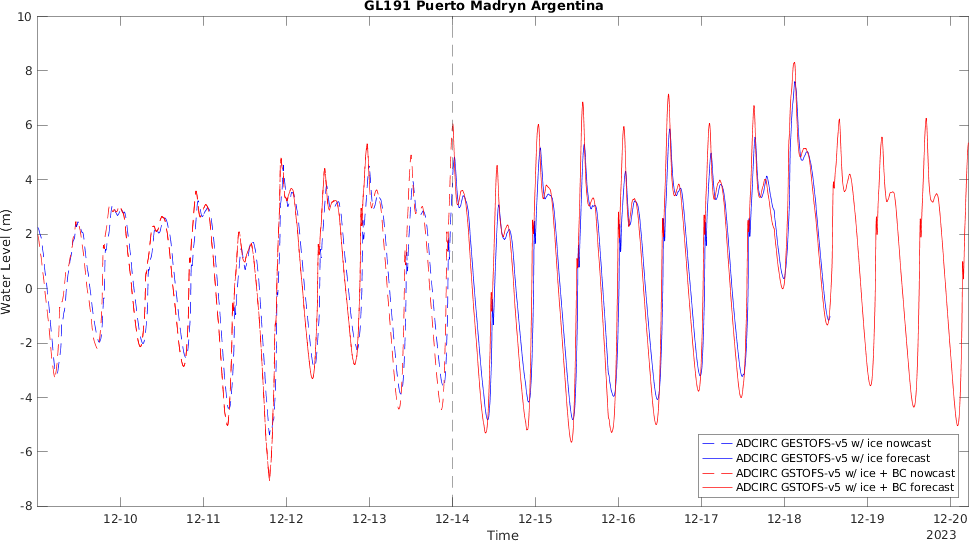 GL191 Puerto Madryn Argentina
10
8
6
4
2
0
-2
-4
-6
-8
Water Level (m)
12-10 12-11 12-12 12-13 12-14 12-15 12-16 12-17 12-18 12-19 12-20
Time
2023
ADCIRC GESTOFS-v5 w/ ice nowcast
ADCIRC GESTOFS-v5 w/ ice forecast
ADCIRC GSTOFS-v5 w/ ice + BC nowcast
ADCIRC GSTOFS-v5 w/ ice + BC forecast